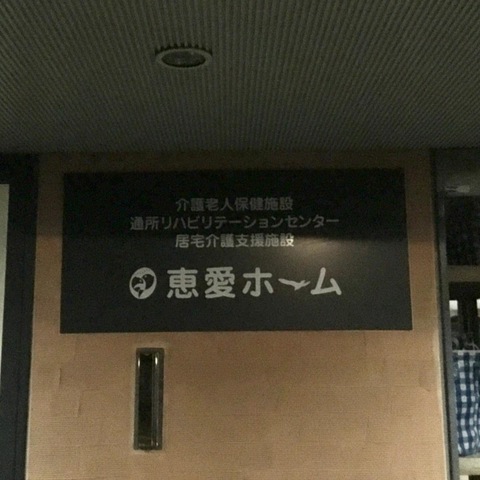 介護老人保健施設
通所リハビリテーションセンター
居宅介護支援施設
恵愛ホーム